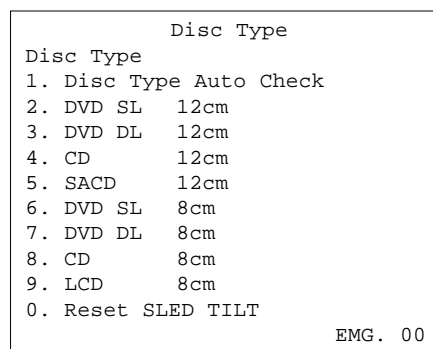 Disc Type
Disc Type
1. Disc Type Auto Check
2. DVD SL 12cm
3. DVD DL 12cm
4. CD 12cm
5. SACD 12cm
6. DVD SL 8cm
7. DVD DL 8cm
8. CD 8cm
9. LCD 8cm
0. Reset SLED TILT
EMG. 00